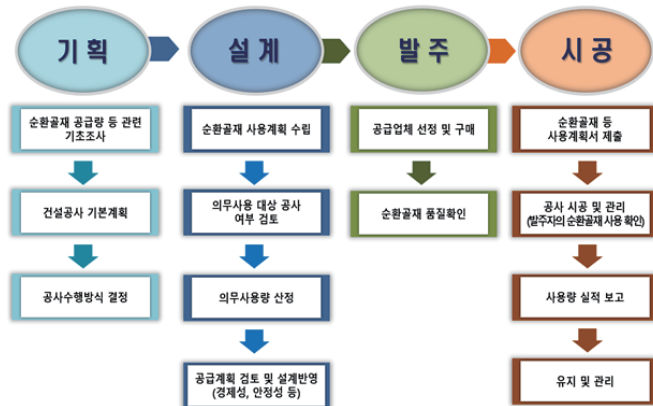 기 획
설 계
발 주
시 공
순환골재 공급량 등 관련
기초조사
건설공사 기본계획
공사수행방식 결정
순환골재 사용계획 수립
의무사용 대상 공사
여부 검토
의무사용량 산정
공급계획 검토 및 설계반영
(경제성, 안정성 등)
공급업체 선정 및 구매
순환골재 품질확인
순환골재 등
사용계획서 제출
공사 시공 및 관리
(발주자의 순환골재 사용 확인)
사용량 실적 보고
유지 및 관리